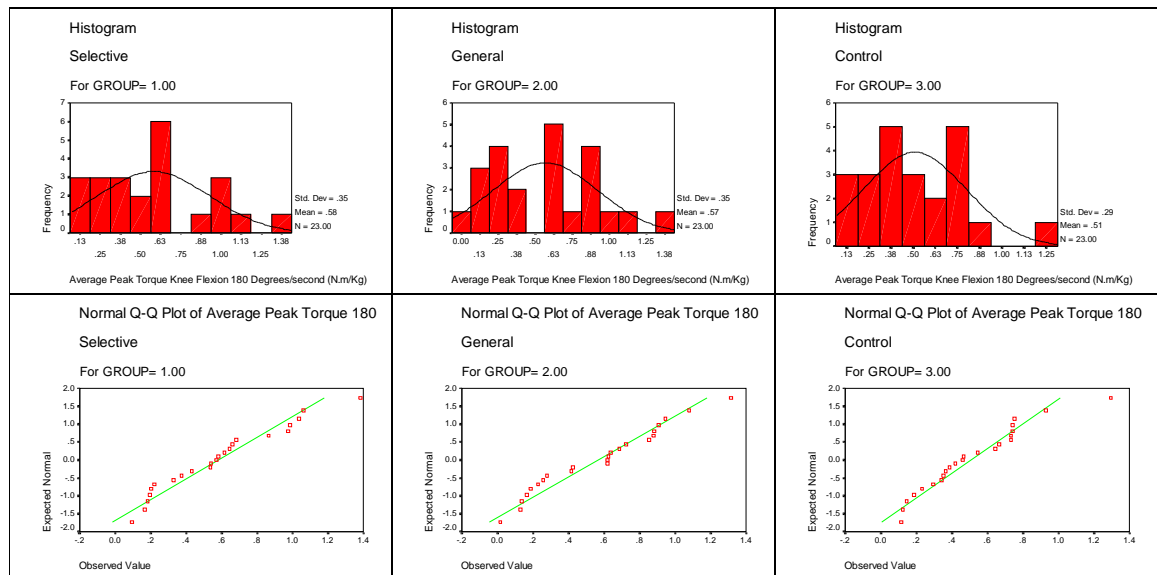 Histogram
Selective
For GROUP= 1.00
7
6
5
4
3
2
1
0
Frequency
.13 .38 .63 .88 1.13 1.38
.25 .50 .75 1.00 1.25
Std. Dev = .35
Mean = .58
N = 23.00
Average Peak Torque Knee Flexion 180 Degrees/second (N.m/Kg)
Histogram
General
For GROUP= 2.00
6
5
4
3
2
1
0
Frequency
0.00 .25 .50 .75 1.00 1.25
.13 .38 .63 .88 1.13 1.38
Std. Dev = .35
Mean = .57
N = 23.00
Average Peak Torque Knee Flexion 180 Degrees/second (N.m/Kg)
Histogram
Control
For GROUP= 3.00
6
5
4
3
2
1
0
Frequency
.13 .25 .38 .50 .63 .75 .88 1.00 1.13 1.25
Std. Dev = .29
Mean = .51
N = 23.00
Average Peak Torque Knee Flexion 180 Degrees/second (N.m/Kg)
Normal Q-Q Plot of Average Peak Torque 180
Selective
For GROUP= 1.00
2.0
1.5
1.0
.5
0.0
-.5
-1.0
-1.5
-2.0
Expected Normal
-.2 0.0 .2 .4 .6 .8 1.0 1.2 1.4
Observed Value
Normal Q-Q Plot of Average Peak Torque 180
General
For GROUP= 2.00
2.0
1.5
1.0
.5
0.0
-.5
-1.0
-1.5
-2.0
Expected Normal
-.2 0.0 .2 .4 .6 .8 1.0 1.2 1.4
Observed Value
Normal Q-Q Plot of Average Peak Torque 180
Control
For GROUP= 3.00
2.0
1.5
1.0
.5
0.0
-.5
-1.0
-1.5
-2.0
Expected Normal
-.2 0.0 .2 .4 .6 .8 1.0 1.2 1.4
Observed Value